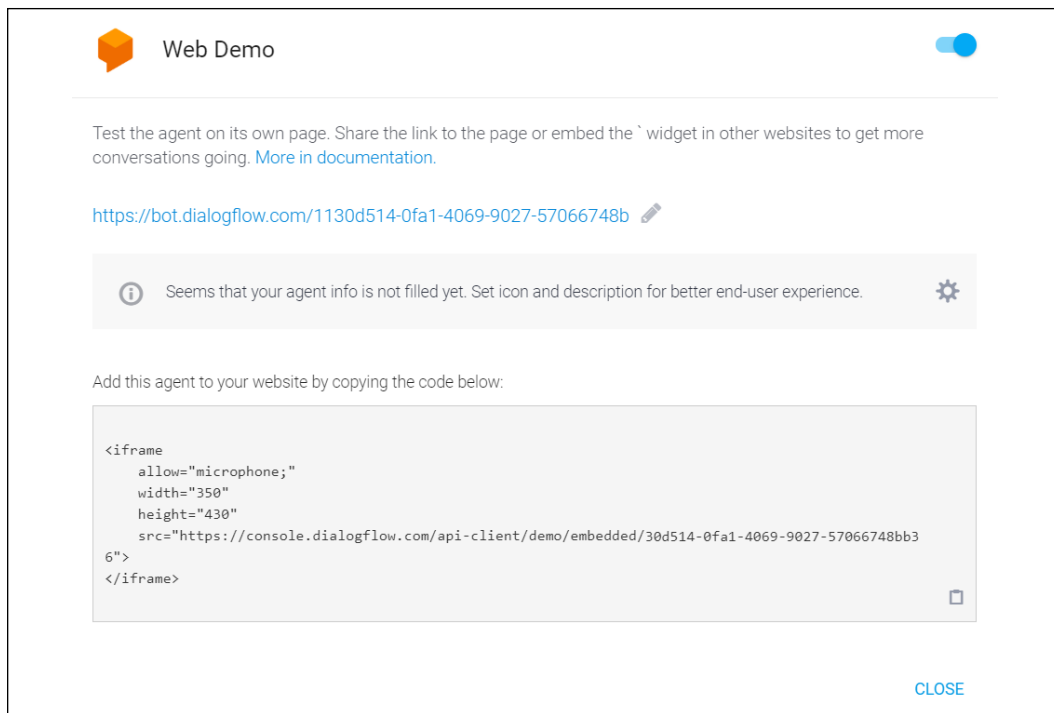 Web Demo
Test the agent on its own page. Share the link to the page or embed the ` widget in other websites to get more
conversations going. More in documentation.
https://bot.dialogflow.com/1130d514-0fa1-4069-9027-57066748b
Seems that your agent info is not filled yet. Set icon and description for better end-user experience.
Add this agent to your website by copying the code below:
<iframe
    allow="microphone;"
    width="350"
    height="430"
    src="https://console.dialogflow.com/api-client/demo/embedded/30d514-0fa1-4069-9027-57066748bb3
6">
</iframe>
CLOSE